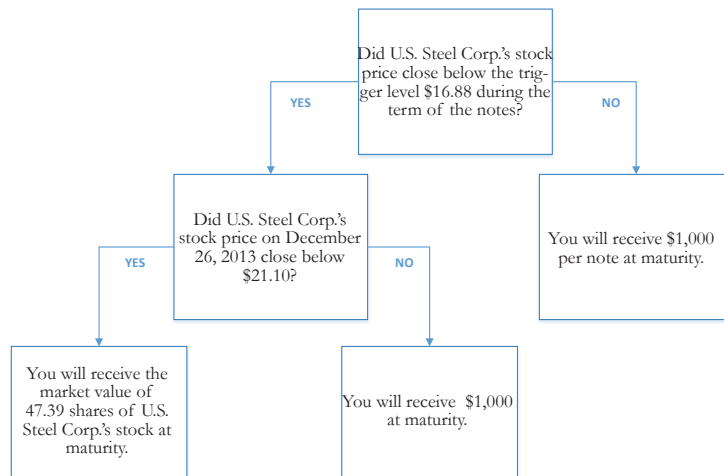 Did U.S. Steel Corp.'s stock
price close below the trig-
ger level $16.88 during the
term of the notes?
YES
NO
Did U.S. Steel Corp.'s
stock price on December
26, 2013 close below
$21.10?
You will receive $1,000
per note at maturity.
YES
NO
You will receive the
market value of
47.39 shares of U.S.
Steel Corp.'s stock at
maturity.
You will receive $1,000
at maturity.